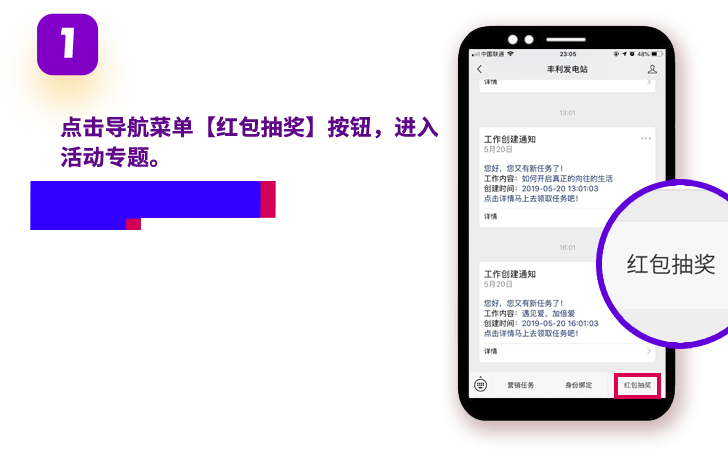 1
点击导航菜单【红包抽奖】按钮，进入
活动专题。
中国联通
23:05
48%
丰利发电站
详情
13:01
工作创建通知
5月20日
您好，您又有新任务了！
工作内容：如何开启真正的向往的生活
创建时间：2019-05-20 13:01:03
点击详情马上去领取任务吧！
详情
16:01
工作创建通知
5月20日
您好，您又有新任务了！
工作内容：遇见爱，加倍爱
创建时间：2019-05-20 16:01:03
点击详情马上去领取任务吧！
详情
红包抽奖
营销任务
身份绑定
红包抽奖